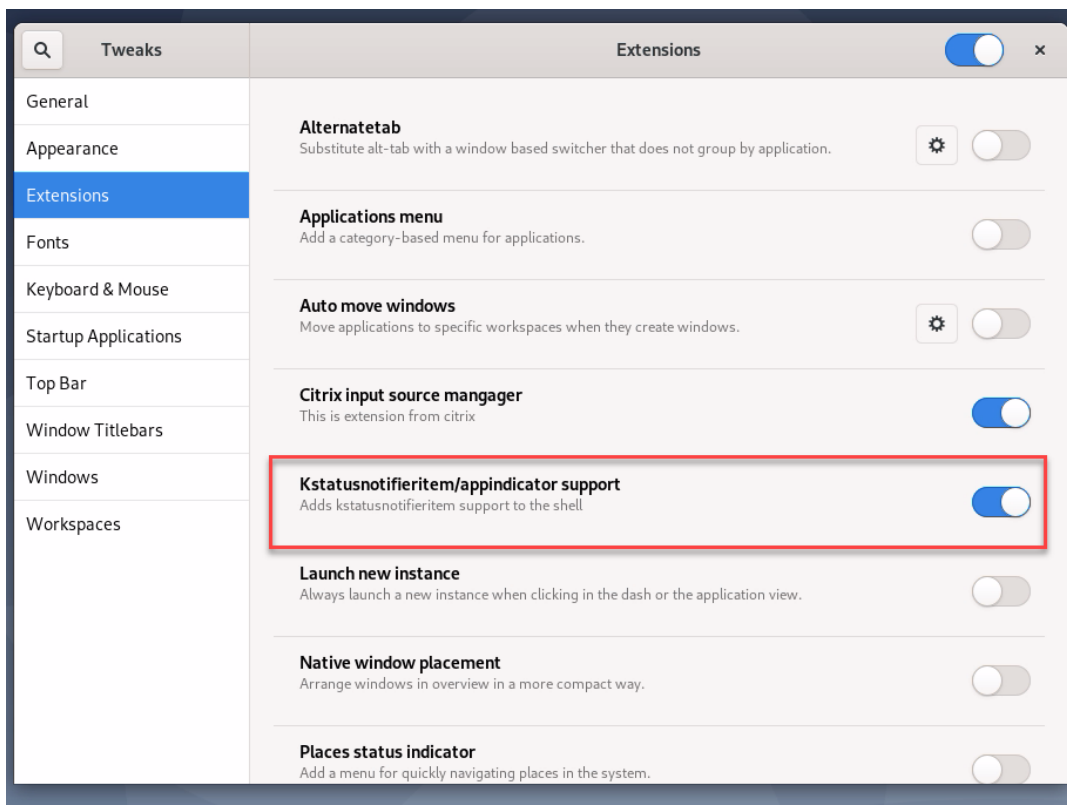 Tweaks
Extensions
General
Appearance
Extensions
Fonts
Keyboard & Mouse
Startup Applications
Top Bar
Window Titlebars
Windows
Workspaces
Alternatetab
Substitute alt-tab with a window based switcher that does not group by application.
Applications menu
Add a category-based menu for applications.
Auto move windows
Move applications to specific workspaces when they create windows.
Citrix input source mangager
This is extension from citrix
Kstatusnotifieritem/appindicator support
Adds kstatusnotifieritem support to the shell
Launch new instance
Always launch a new instance when clicking in the dash or the application view.
Native window placement
Arrange windows in overview in a more compact way.
Places status indicator
Add a menu for quickly navigating places in the system.